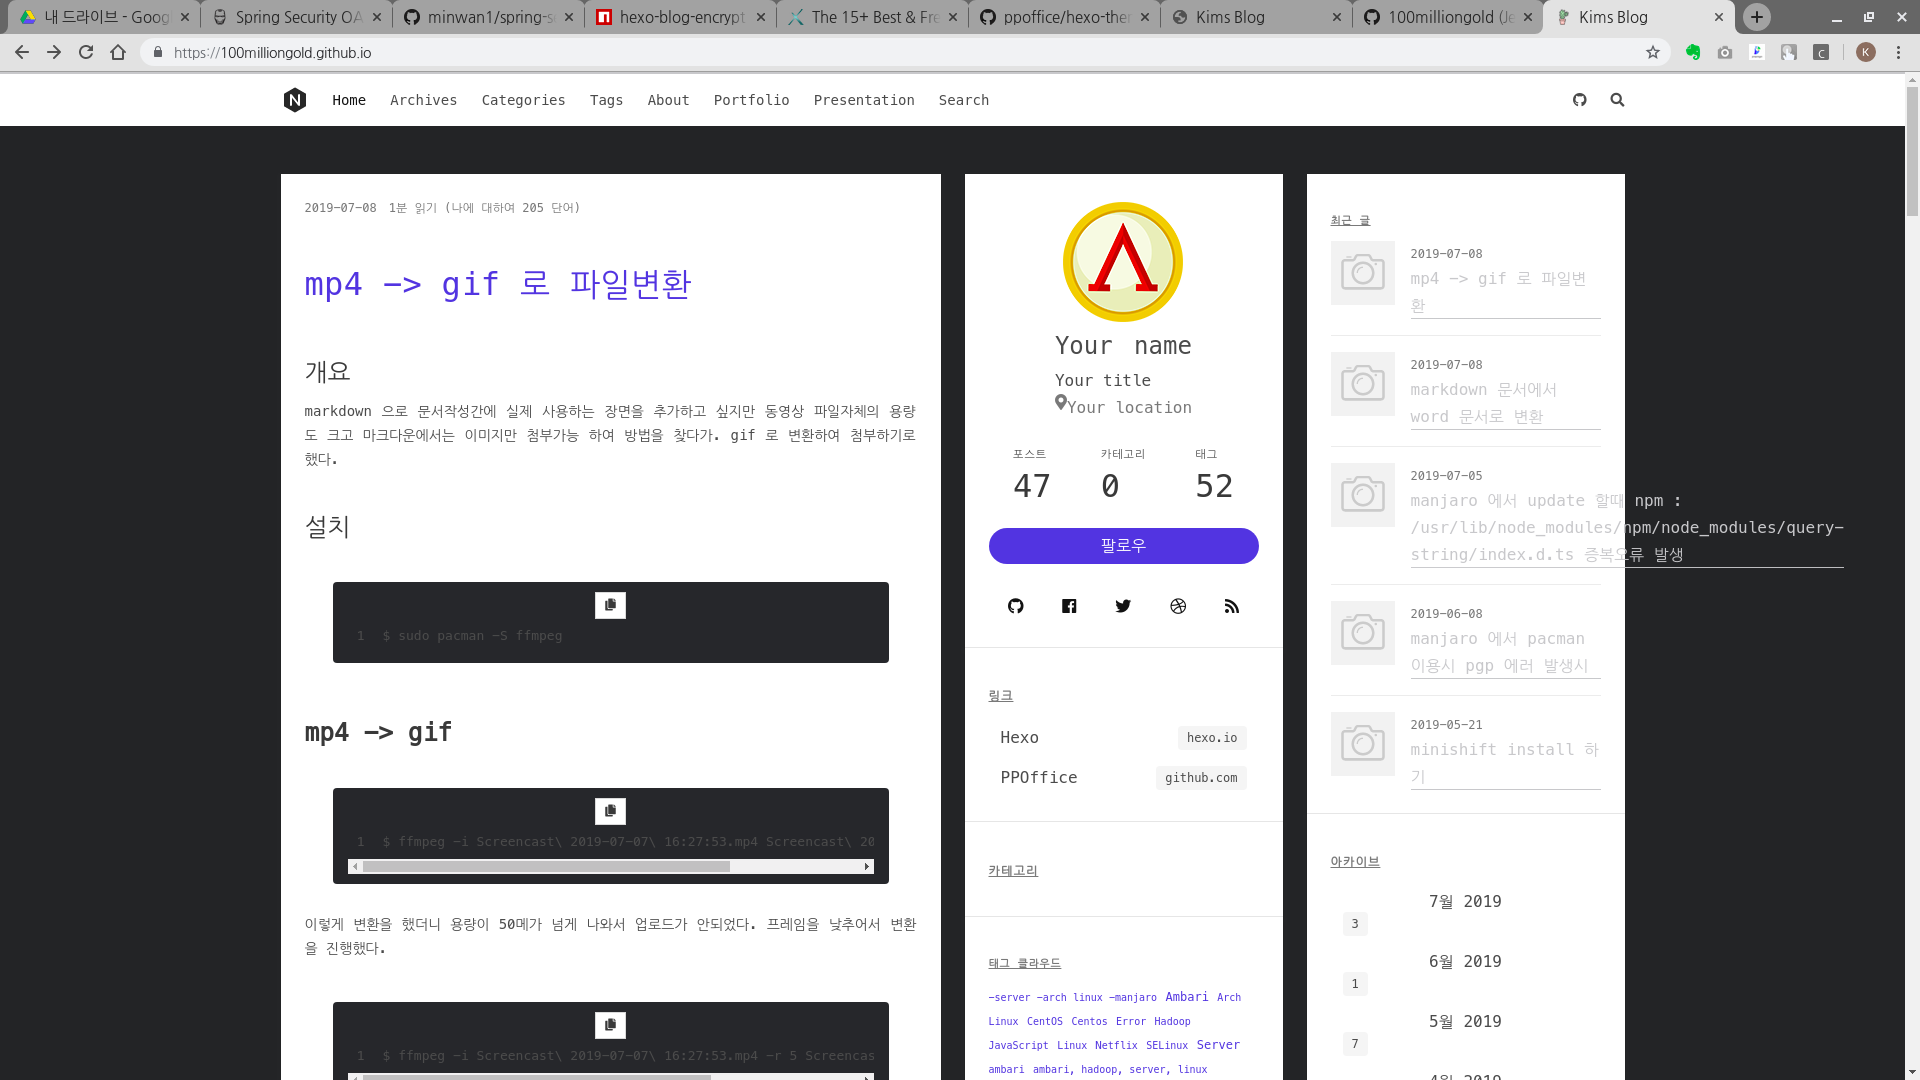 내 드라이브 - Goog
Spring Security OA
minwan1/spring-s
hexo-blog-encrypt
The 15+ Best & Fre
ppoffice/hexo-the
Kims Blog
100milliongold (Je
Kims Blog
https://100milliongold.github.io
K
N
Home
Archives
Categories
Tags
About
Portfolio
Presentation
Search
2019-07-08 1분 읽기 (나에 대하여 205 단어)
mp4 -> gif 로 파일변환
개요
markdown 으로 문서작성간에 실제 사용하는 장면을 추가하고 싶지만 동영상 파일자체의 용량
도 크고 마크다운에서는 이미지만 첨부가능 하여 방법을 찾다가. gif 로 변환하여 첨부하기로
했다.
설치
1 $ sudo pacman -S ffmpeg
mp4 -> gif
1 $ ffmpeg -i Screencast\ 2019-07-07\ 16:27:53.mp4 Screencast\ 20
이렇게 변환을 했더니 용량이 50메가 넘게 나와서 업로드가 안되었다. 프레임을 낮추어서 변환
을 진행했다.
1 $ ffmpeg -i Screencast\ 2019-07-07\ 16:27:53.mp4 -r 5 Screencas
Your name
Your title
Your location
포스트
47
카테고리
0
태그
52
팔로우
링크
Hexo
hexo.io
PPOffice
github.com
카테고리
태그 클라우드
-server -arch linux -manjaro Ambari Arch
Linux CentOS Centos Error Hadoop
JavaScript Linux Netflix SELinux Server
ambari ambari, hadoop, server, linux
최근 글
2019-07-08
mp4 -> gif 로 파일변
환
2019-07-08
markdown 문서에서
word 문서로 변환
2019-07-05
manjaro 에서 update 할때 npm :
/usr/lib/node_modules/npm/node_modules/query-
string/index.d.ts 중복오류 발생
2019-06-08
manjaro 에서 pacman
이용시 pgp 에러 발생시
2019-05-21
minishift install 하
기
아카이브
7월 2019
3
6월 2019
1
5월 2019
7
4월 2019